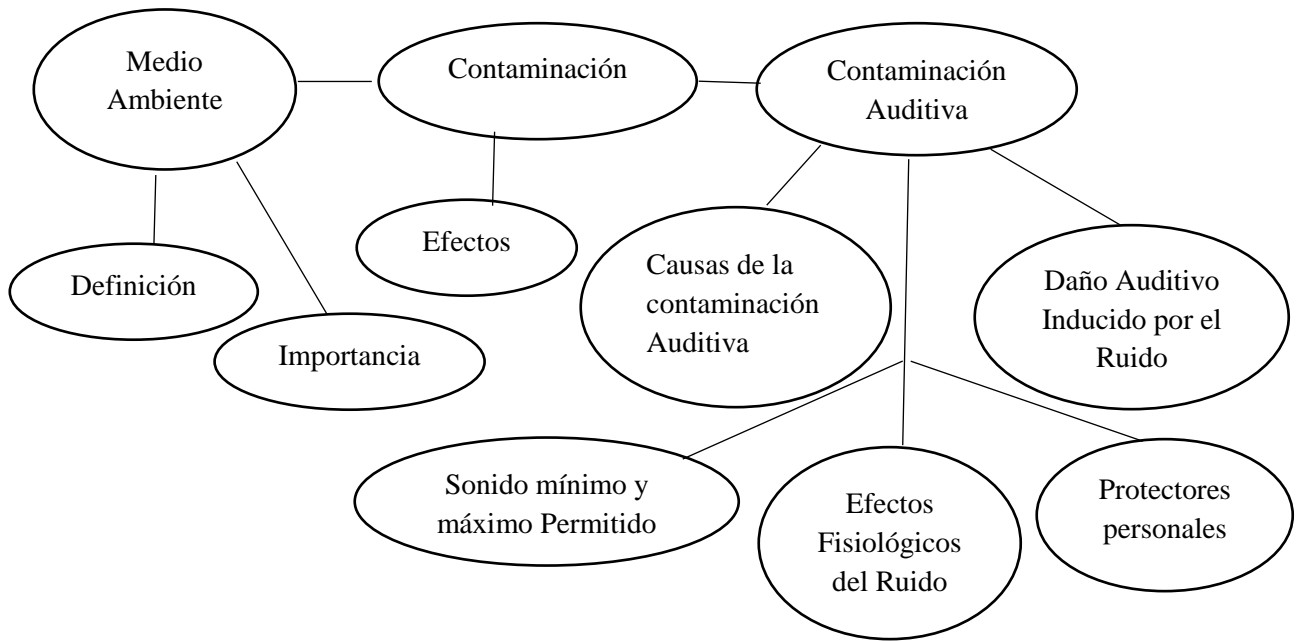 Medio
Ambiente
Contaminación
Contaminación
Auditiva
Definición
Importancia
Efectos
Causas de la
contaminación
Auditiva
Daño Auditivo
Inducido por el
Ruido
Sonido mínimo y
máximo Permitido
Efectos
Fisiológicos
del Ruido
Protectores
personales